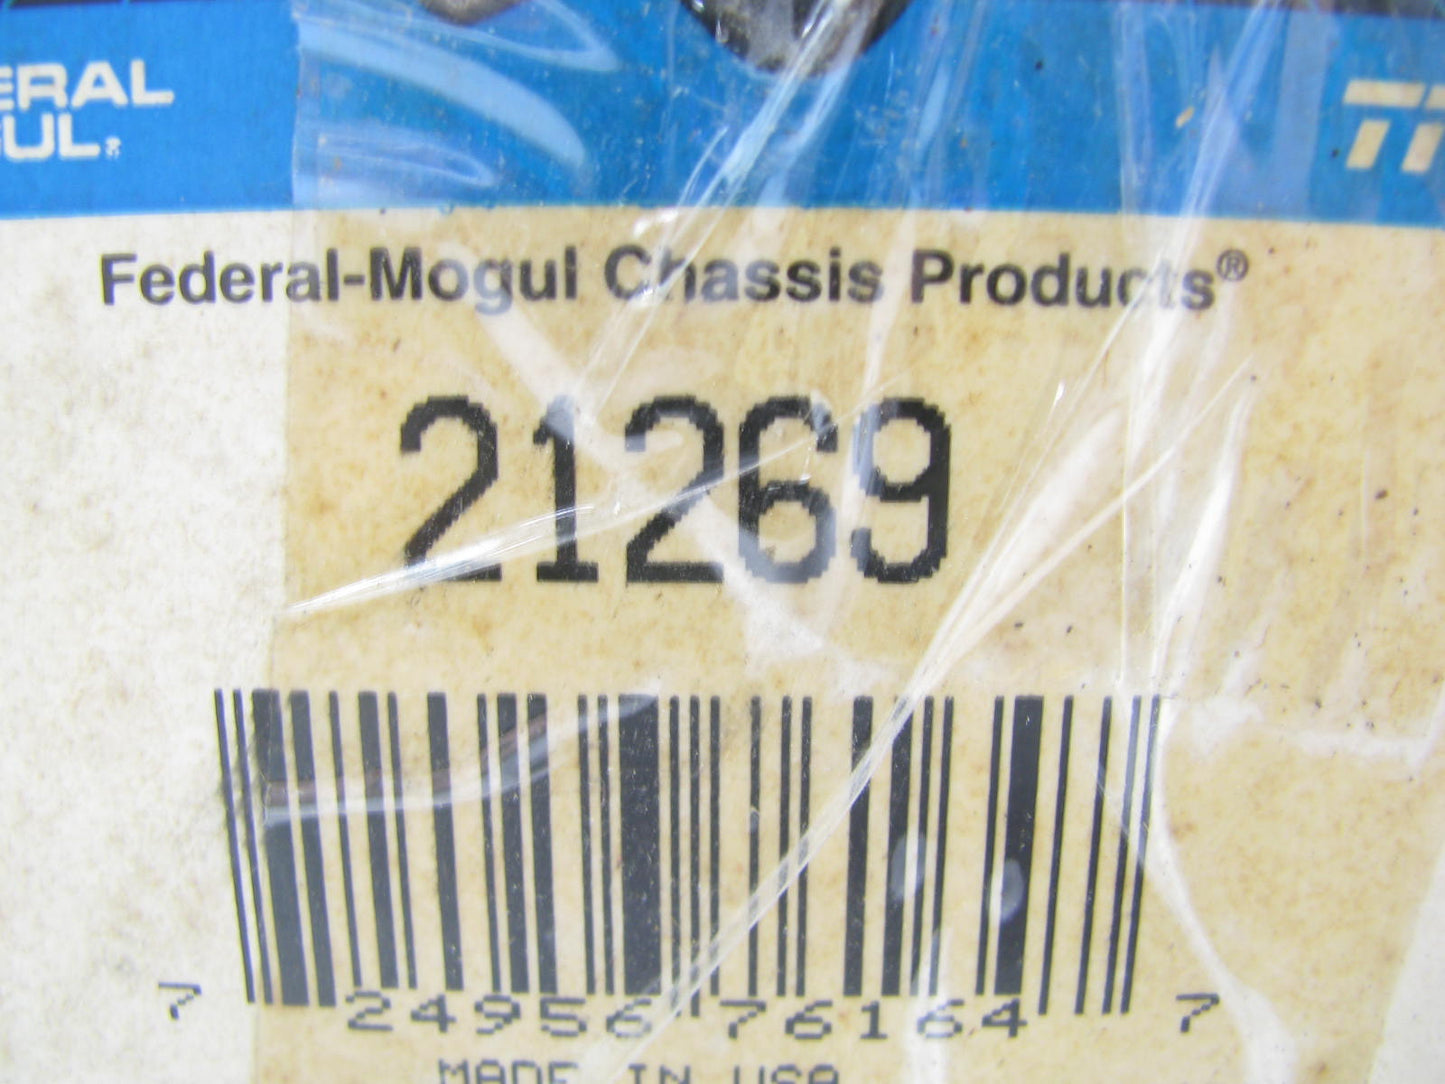 ERAL
GUL®
Federal-Mogul Chassis Products®
21269
7 24956 76164 7
MADE IN USA